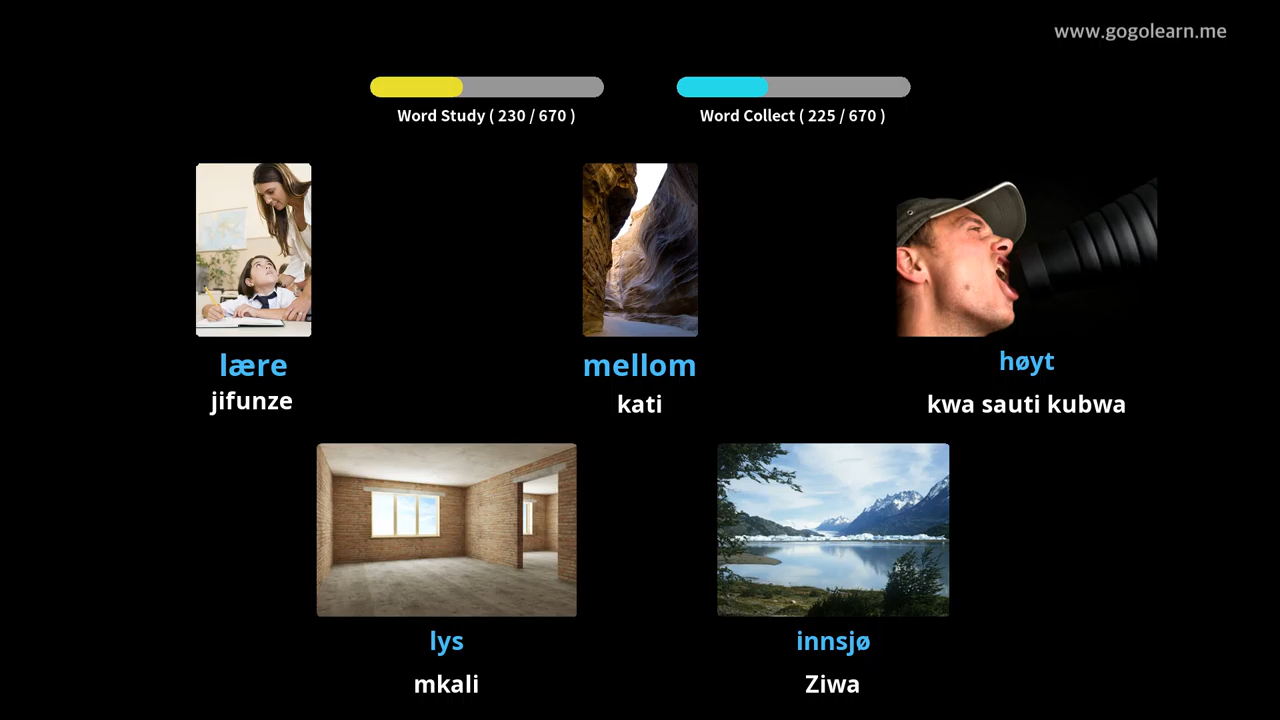 www.gogolearn.me
Word Study ( 230 / 670 )
Word Collect ( 225 / 670 )
lære
jifunze
mellom
kati
høyt
kwa sauti kubwa
lys
mkali
innsjø
Ziwa